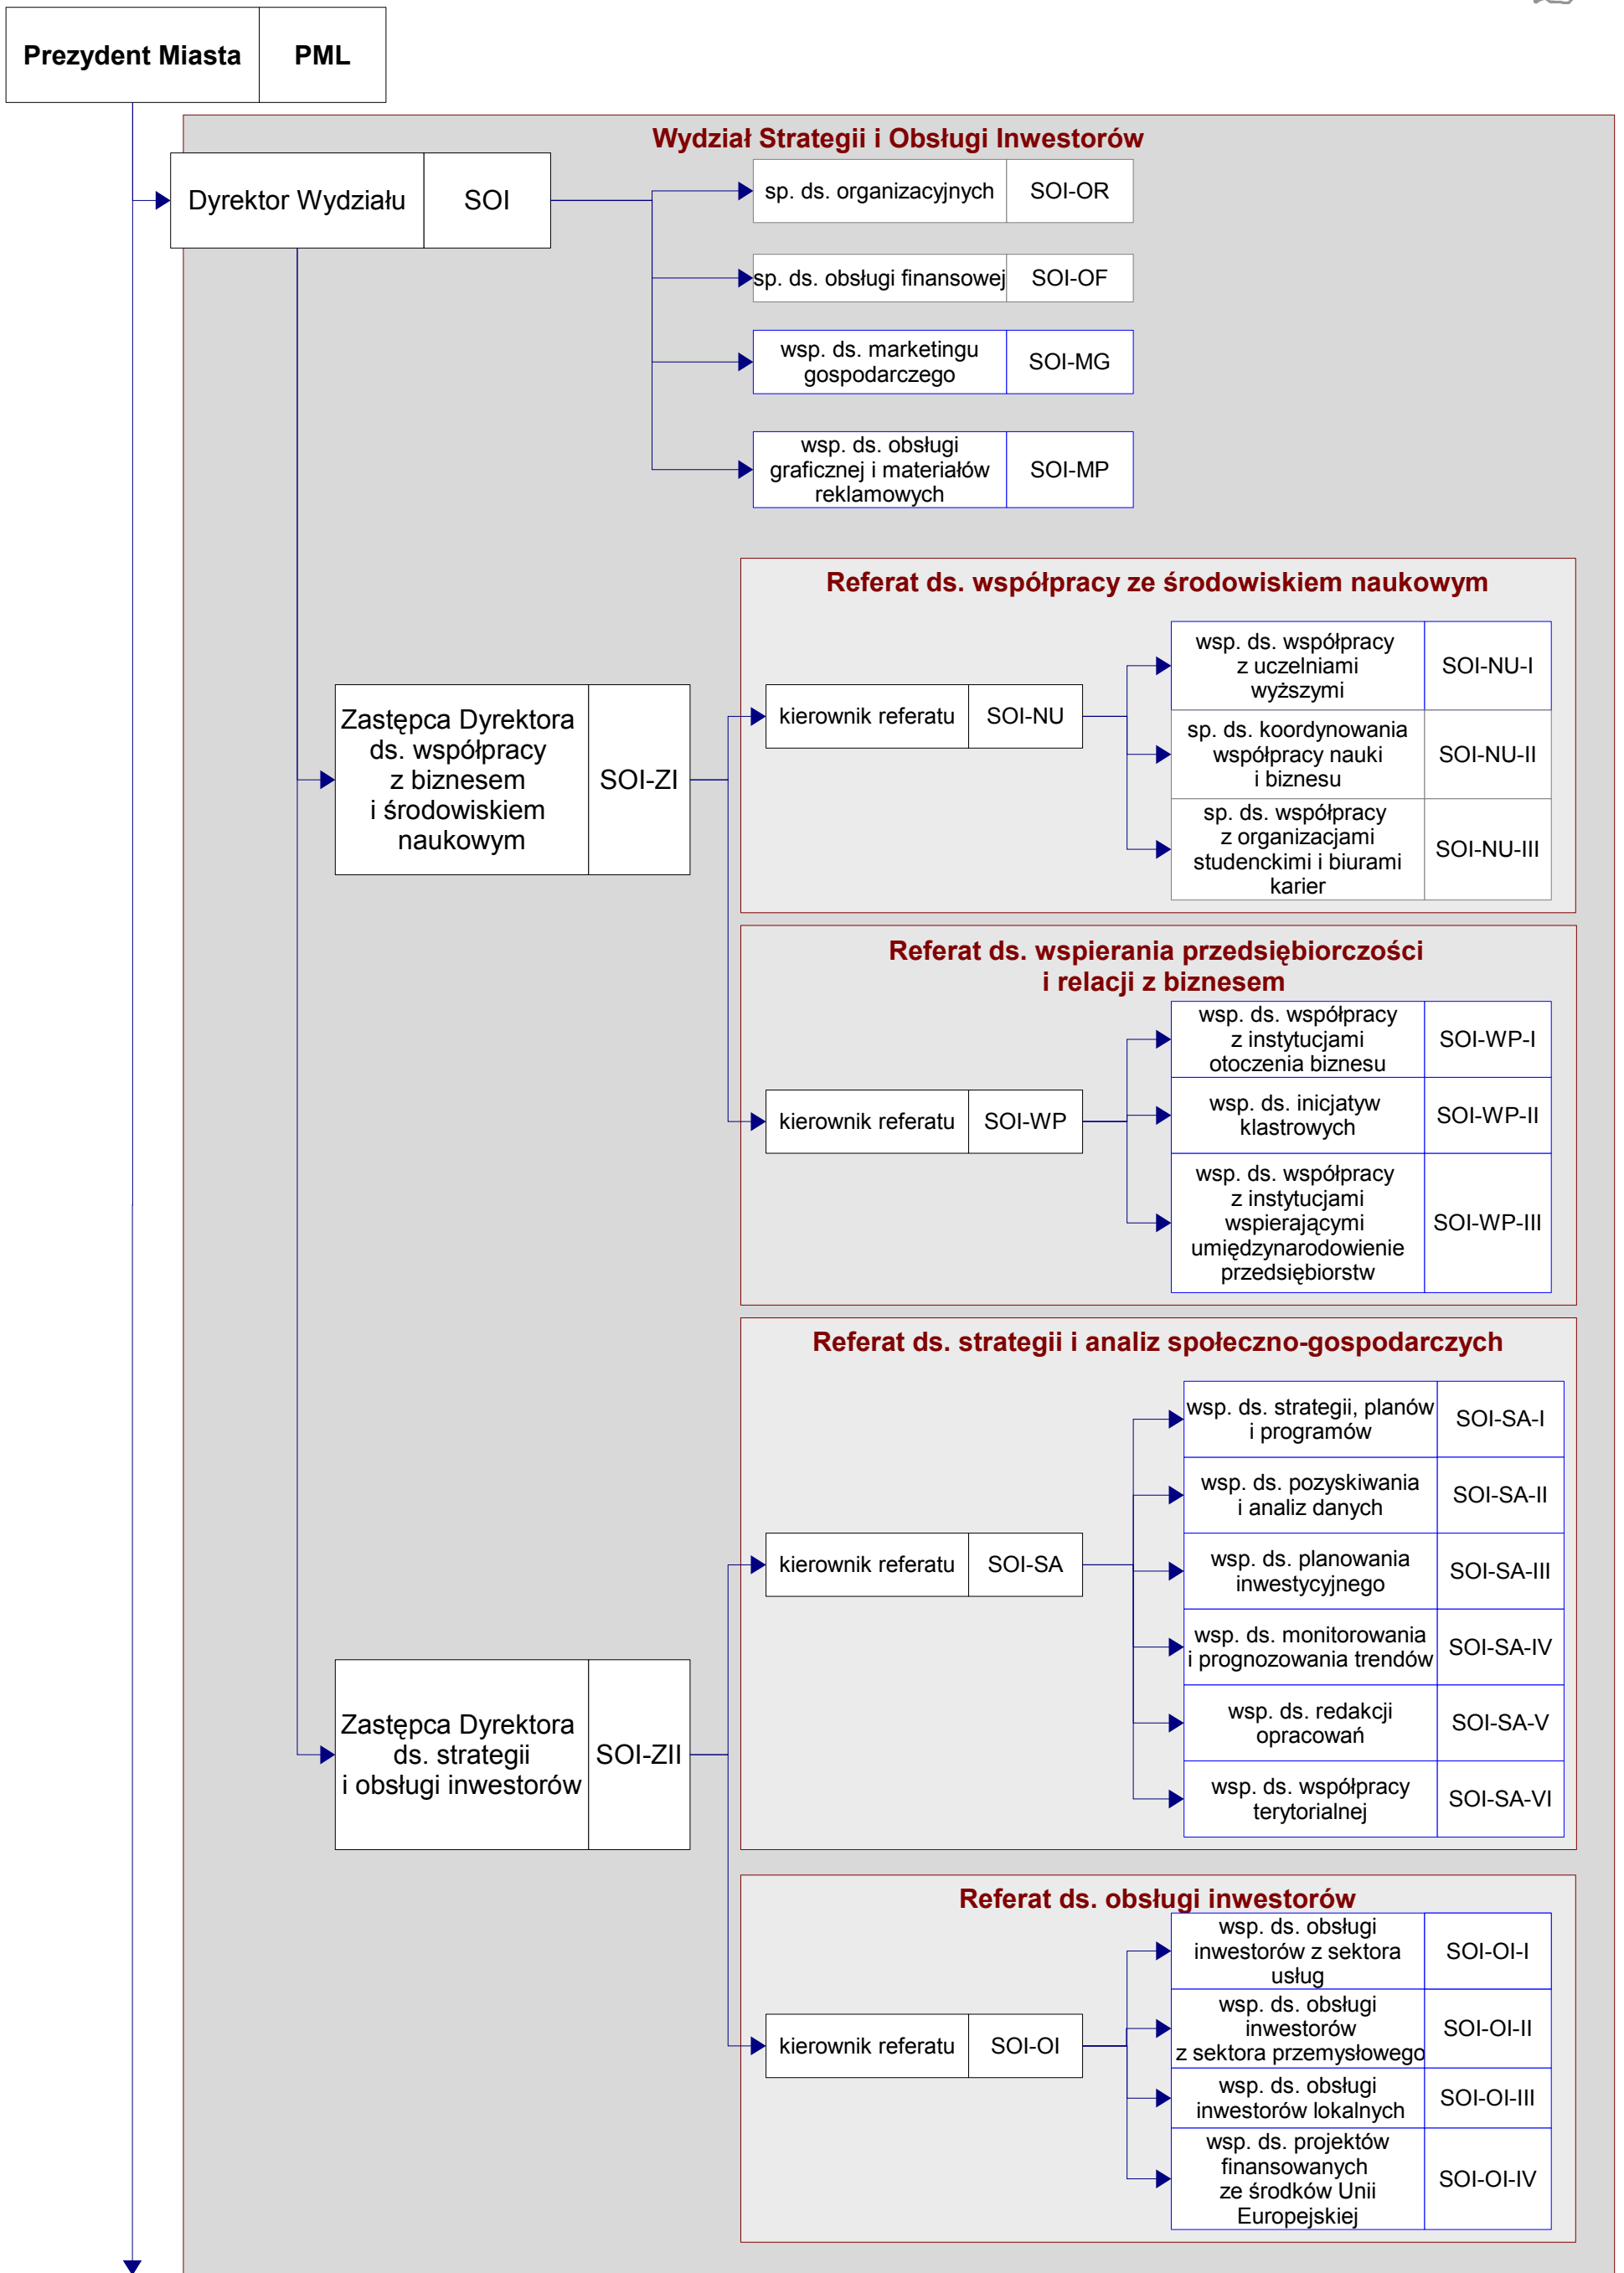 Prezydent Miasta PML
Wydział Strategii i Obsługi Inwestorów
Dyrektor Wydziału SOI
sp. ds. organizacyjnych SOI-OR
sp. ds. obsługi finansowej SOI-OF
wsp. ds. marketingu
gospodarczego
SOI-MG
wsp. ds. obsługi
graficznej i materiałów
reklamowych
SOI-MP
Referat ds. współpracy ze środowiskiem naukowym
Zastępca Dyrektora
ds. współpracy
z biznesem
i środowiskiem
naukowym
SOI-ZI
kierownik referatu SOI-NU
wsp. ds. współpracy
z uczelniami
wyższymi
SOI-NU-I
sp. ds. koordynowania
współpracy nauki
i biznesu
SOI-NU-II
sp. ds. współpracy
z organizacjami
studenckimi i biurami
karier
SOI-NU-III
Referat ds. wspierania przedsiębiorczości
i relacji z biznesem
kierownik referatu SOI-WP
wsp. ds. współpracy
z instytucjami
otoczenia biznesu
SOI-WP-I
wsp. ds. inicjatyw
klastrowych
SOI-WP-II
wsp. ds. współpracy
z instytucjami
wspierającymi
umiędzynarodowienie
przedsiębiorstw
SOI-WP-III
Referat ds. strategii i analiz społeczno-gospodarczych
Zastępca Dyrektora
ds. strategii
i obsługi inwestorów
SOI-ZII
kierownik referatu SOI-SA
wsp. ds. strategii, planów
i programów
SOI-SA-I
wsp. ds. pozyskiwania
i analiz danych
SOI-SA-II
wsp. ds. planowania
inwestycyjnego
SOI-SA-III
wsp. ds. monitorowania
i prognozowania trendów
SOI-SA-IV
wsp. ds. redakcji
opracowań
SOI-SA-V
wsp. ds. współpracy
terytorialnej
SOI-SA-VI
Referat ds. obsługi inwestorów
kierownik referatu SOI-OI
wsp. ds. obsługi
inwestorów z sektora
usług
SOI-OI-I
wsp. ds. obsługi
inwestorów
z sektora przemysłowego
SOI-OI-II
wsp. ds. obsługi
inwestorów lokalnych
SOI-OI-III
wsp. ds. projektów
finansowanych
ze środków Unii
Europejskiej
SOI-OI-IV